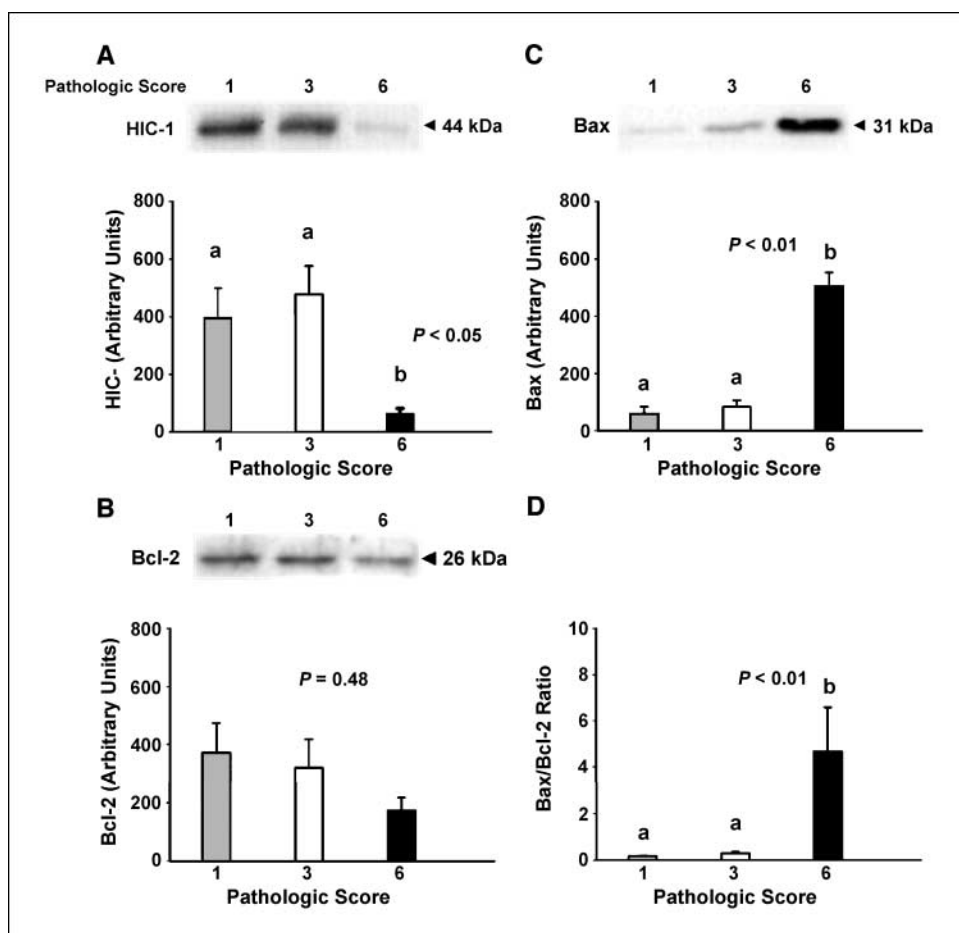 A
Pathologic Score 1 3 6
HIC-1 ◄ 44 kDa
800
600
400
200
0
HIC- (Arbitrary Units)
a a
P < 0.05
b
1 3 6
Pathologic Score
B
1 3 6
Bcl-2 ◄ 26 kDa
800
600
400
200
0
Bcl-2 (Arbitrary Units)
P = 0.48
1 3 6
Pathologic Score
C
1 3 6
Bax ◄ 31 kDa
800
600
400
200
0
Bax (Arbitrary Units)
P < 0.01
b
a a
1 3 6
Pathologic Score
D
10
8
6
4
2
0
Bax/Bcl-2 Ratio
P < 0.01 b
a a
1 3 6
Pathologic Score